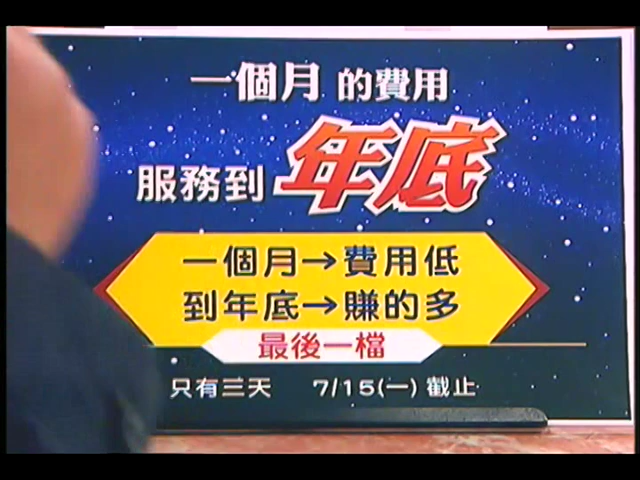 一個月 的費用
服務到 年底
一個月→費用低
到年底→賺的多
最後一檔
只有三天 7/15(一) 截止